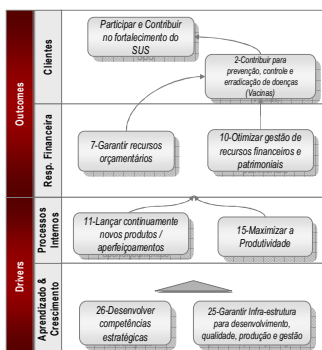 Outcomes
Clientes
Participar e Contribuir
no fortalecimento do
SUS
2-Contribuir para
prevenção, controle e
erradicação de doenças
(Vacinas)
Resp. Financeira
7-Garantir recursos
orçamentários
10-Otimizar gestão de
recursos financeiros e
patrimoniais
Drivers
Processos
Internos
11-Lançar continuamente
novos produtos /
aperfeiçoamentos
15-Maximizar a
Produtividade
Aprendizado &
Crescimento
26-Desenvolver
competências
estratégicas
25-Garantir Infra-estrutura
para desenvolvimento,
qualidade, produção e gestão